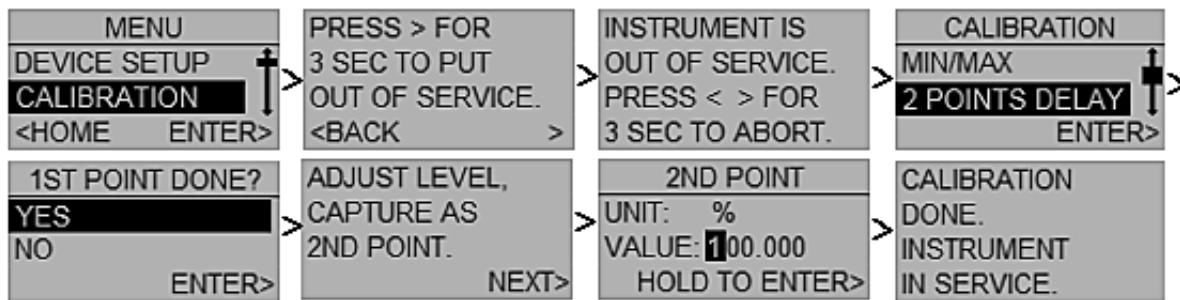 MENU
DEVICE SETUP
CALIBRATION
<HOME ENTER>
>
PRESS > FOR
3 SEC TO PUT
OUT OF SERVICE.
<BACK >
>
INSTRUMENT IS
OUT OF SERVICE.
PRESS < > FOR
3 SEC TO ABORT.
>
CALIBRATION
MIN/MAX
2 POINTS DELAY
ENTER>
>
1ST POINT DONE?
YES
NO
ENTER>
>
ADJUST LEVEL,
CAPTURE AS
2ND POINT.
NEXT>
>
2ND POINT
UNIT: %
VALUE: 100.000
HOLD TO ENTER>
>
CALIBRATION
DONE.
INSTRUMENT
IN SERVICE.